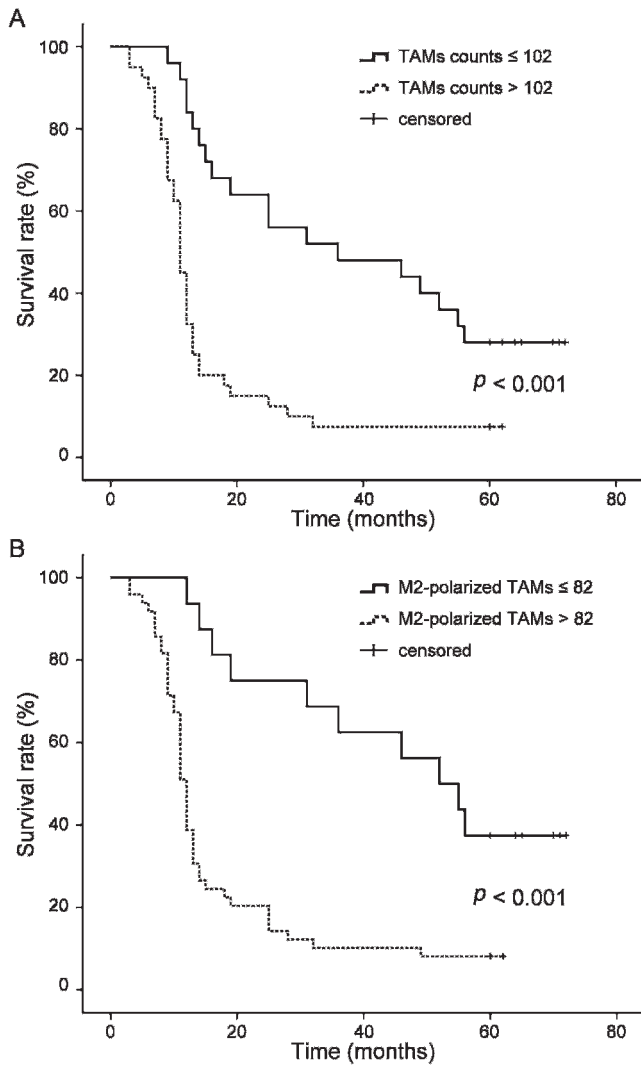 A
100
80
60
40
20
0
Survival rate (%)
TAMs counts ≤ 102
TAMs counts > 102
censored
p < 0.001
0 20 40 60 80
Time (months)
B
100
80
60
40
20
0
Survival rate (%)
M2-polarized TAMs ≤ 82
M2-polarized TAMs > 82
censored
p < 0.001
0 20 40 60 80
Time (months)